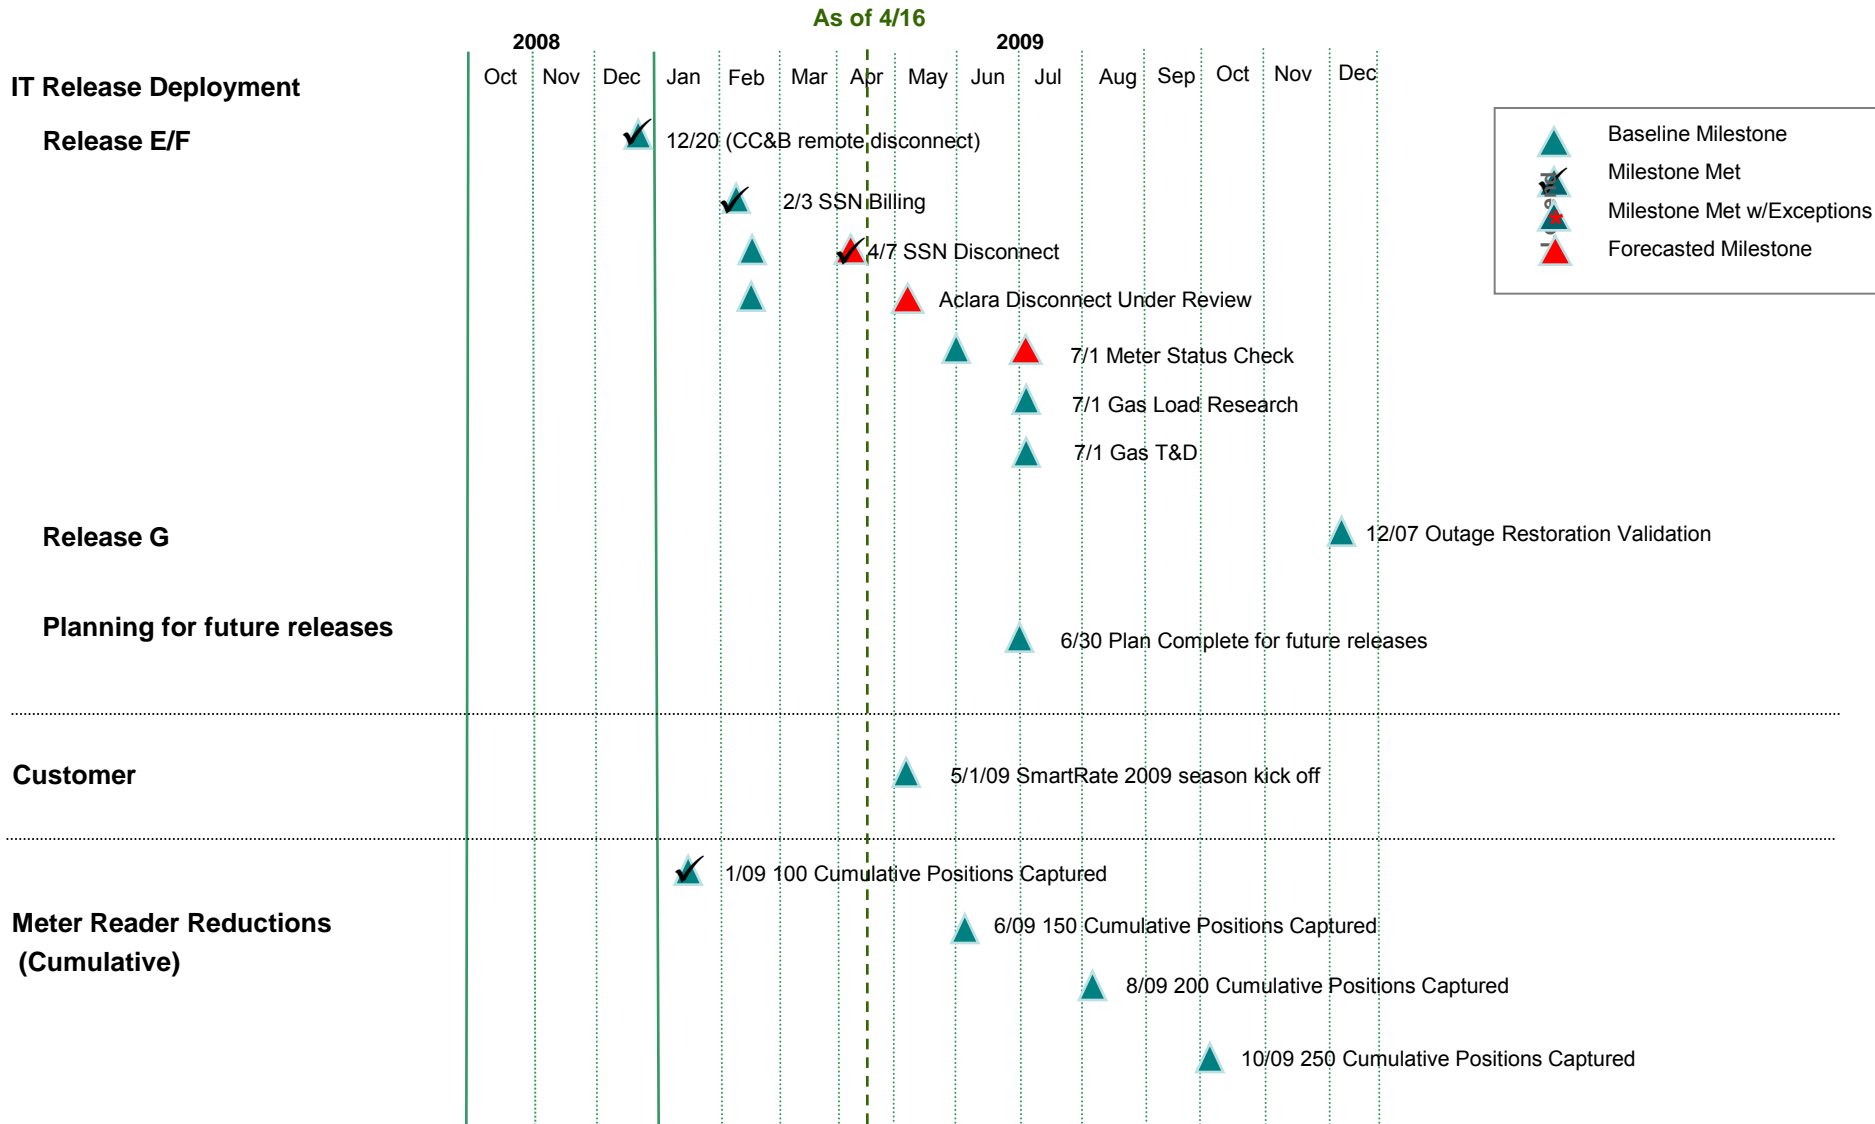 As of 4/16
2008
2009
Oct Nov Dec Jan Feb Mar Apr May Jun Jul Aug Sep Oct Nov Dec
IT Release Deployment
Release E/F
12/20 (CC&B remote disconnect)
2/3 SSN Billing
4/7 SSN Disconnect
Aclara Disconnect Under Review
7/1 Meter Status Check
7/1 Gas Load Research
7/1 Gas T&D
Baseline Milestone
Milestone Met
Milestone Met w/Exceptions
Forecasted Milestone
Release G
12/07 Outage Restoration Validation
Planning for future releases
6/30 Plan Complete for future releases
Customer
5/1/09 SmartRate 2009 season kick off
1/09 100 Cumulative Positions Captured
Meter Reader Reductions
(Cumulative)
6/09 150 Cumulative Positions Captured
8/09 200 Cumulative Positions Captured
10/09 250 Cumulative Positions Captured